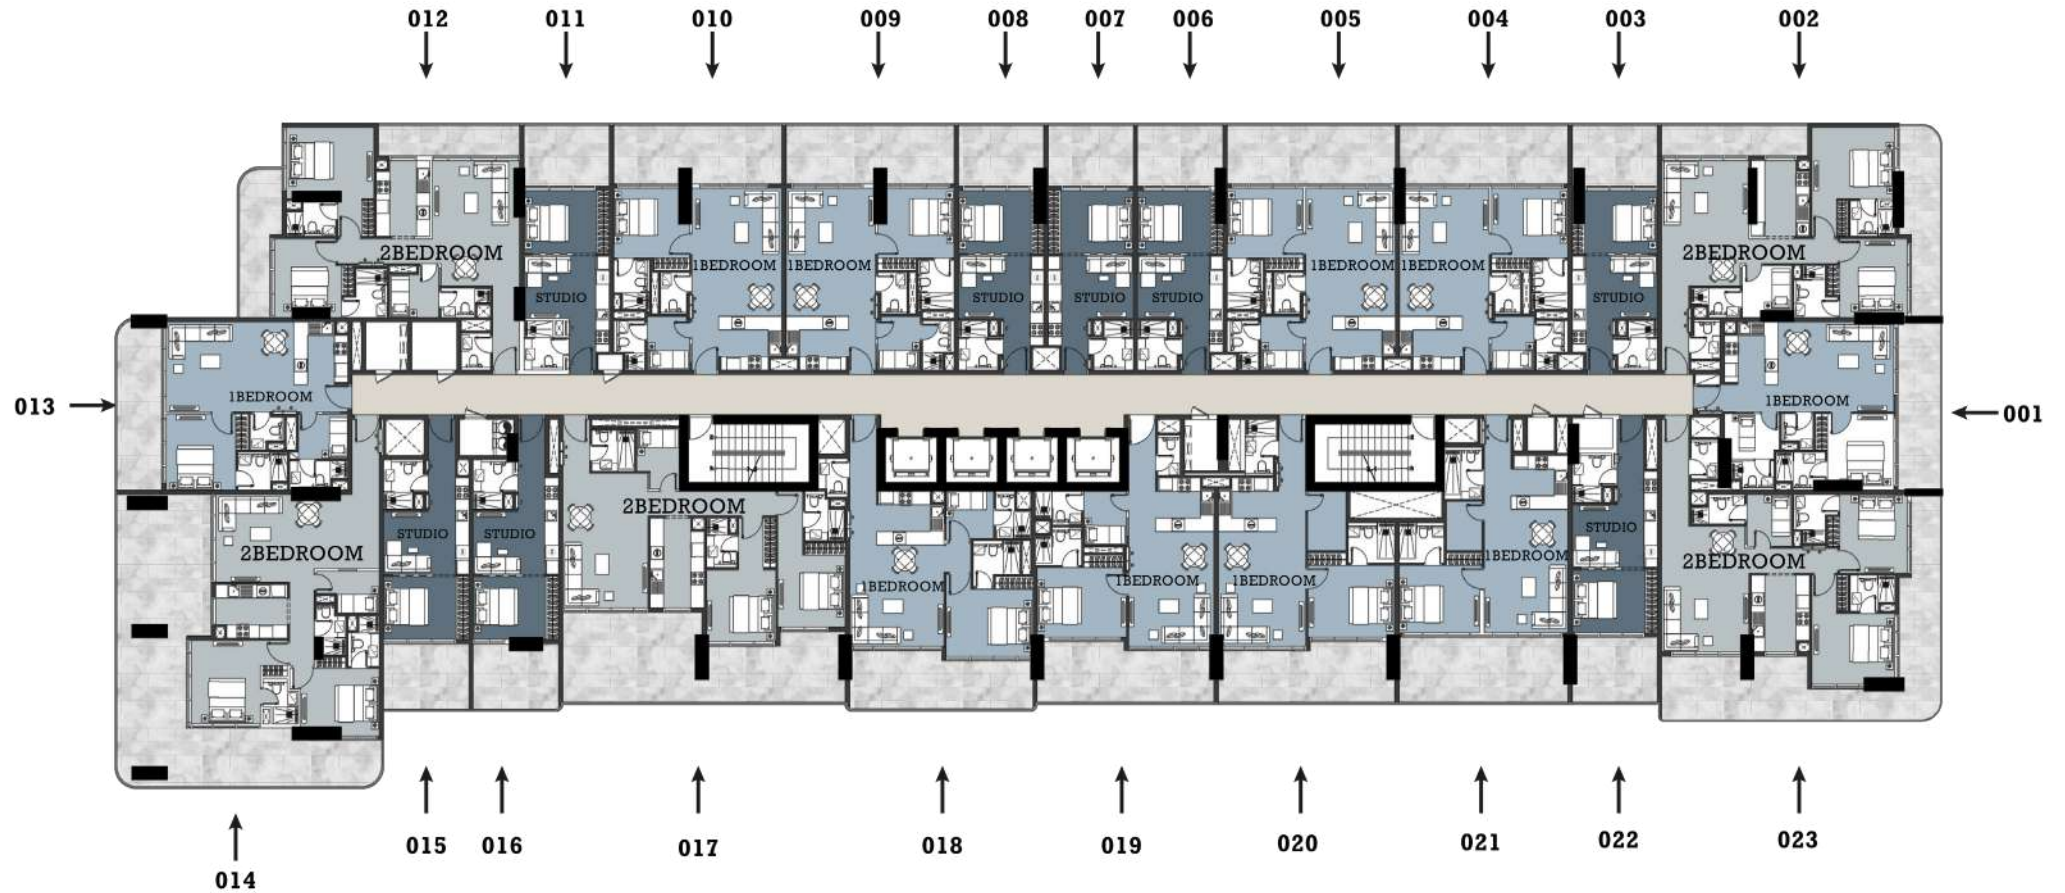 012 011 010 009 008 007 006 005 004 003 002
2BEDROOM
2BEDROOM
1BEDROOM 1BEDROOM 1BEDROOM 1BEDROOM
STUDIO STUDIO STUDIO STUDIO STUDIO
1BEDROOM 1BEDROOM
013
001
2BEDROOM
STUDIO STUDIO
2BEDROOM
STUDIO
1BEDROOM
2BEDROOM
1BEDROOM 1BEDROOM 1BEDROOM
015 016 017 018 019 020 021 022 023
014